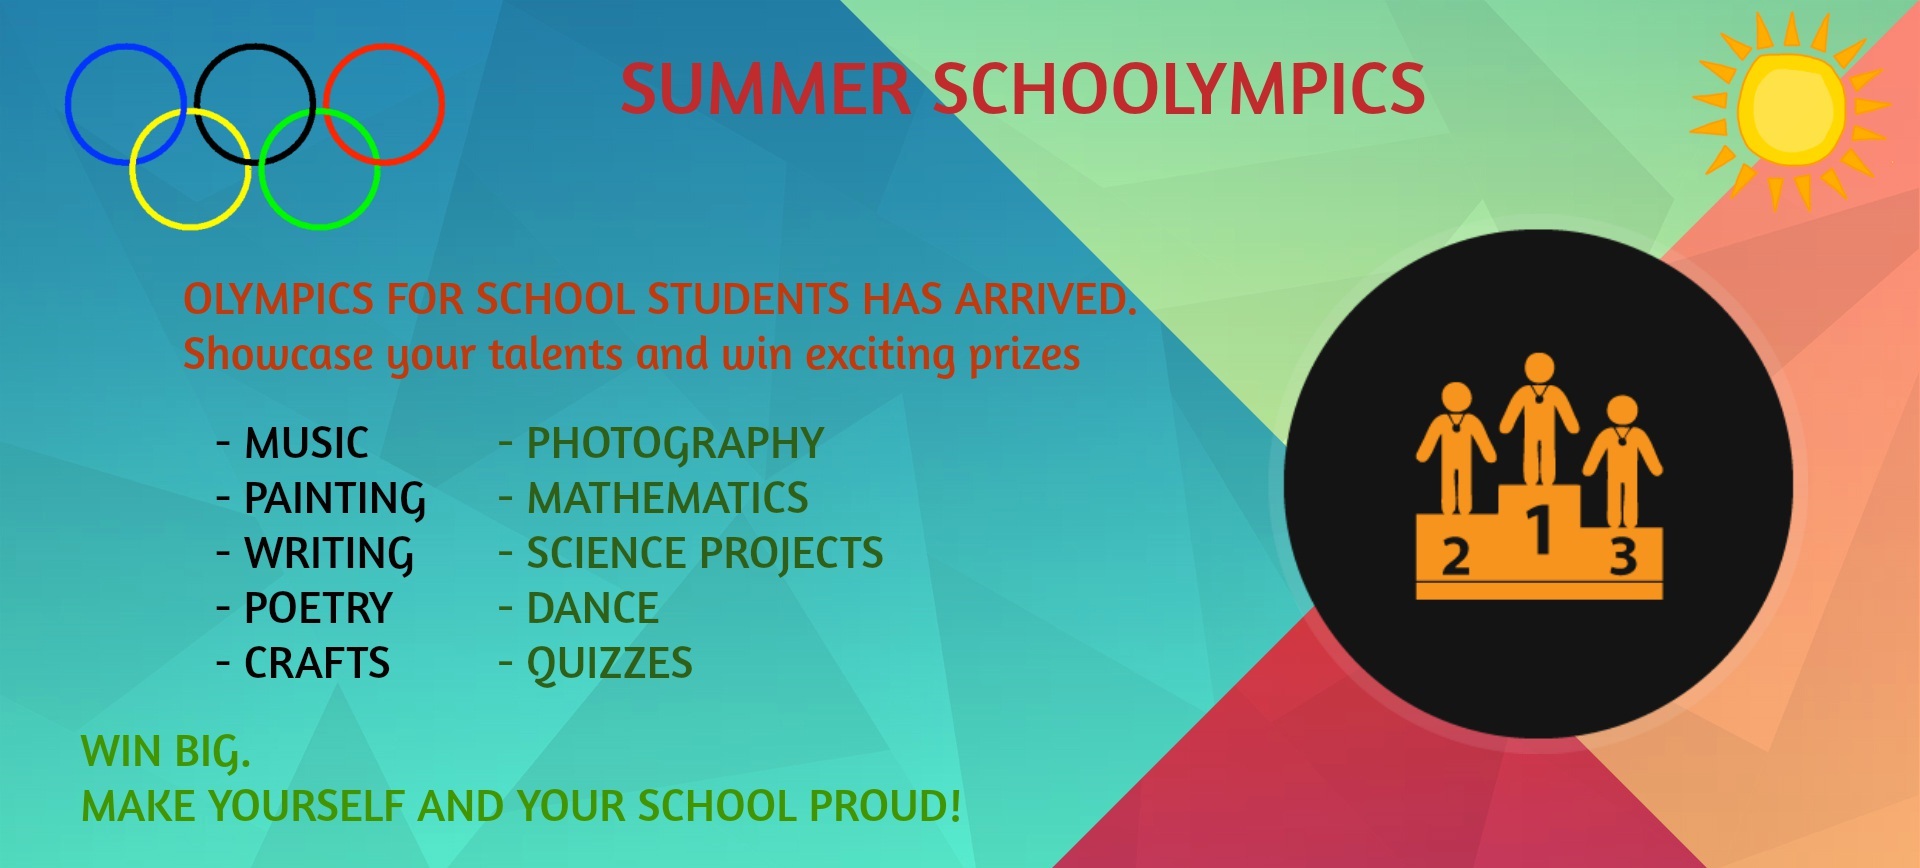 SUMMER SCHOOLYMPICS
OLYMPICS FOR SCHOOL STUDENTS HAS ARRIVED.
Showcase your talents and win exciting prizes
- MUSIC
- PAINTING
- WRITING
- POETRY
- CRAFTS
- PHOTOGRAPHY
- MATHEMATICS
- SCIENCE PROJECTS
- DANCE
- QUIZZES
2 1 3
WIN BIG.
MAKE YOURSELF AND YOUR SCHOOL PROUD!